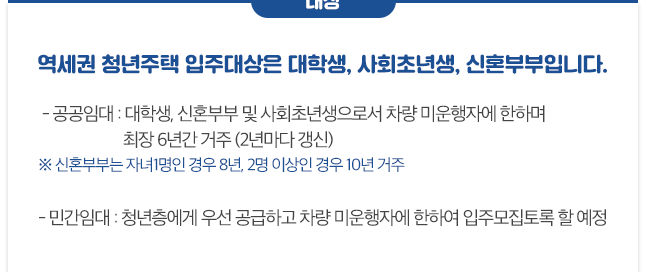 대상
역세권 청년주택 입주대상은 대학생, 사회초년생, 신혼부부입니다.
- 공공임대 : 대학생, 신혼부부 및 사회초년생으로서 차량 미운행자에 한하며
최장 6년간 거주 (2년마다 갱신)
※ 신혼부부는 자녀1명인 경우 8년, 2명 이상인 경우 10년 거주
- 민간임대 : 청년층에게 우선 공급하고 차량 미운행자에 한하여 입주모집토록 할 예정